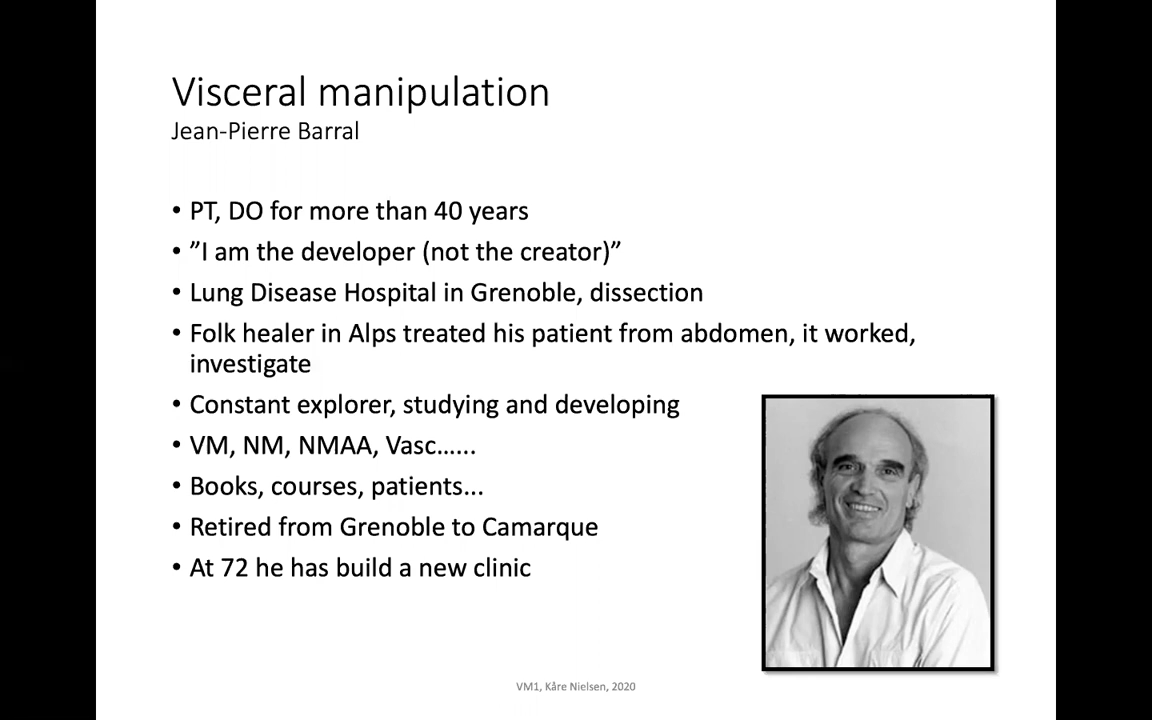 Visceral manipulation
Jean-Pierre Barral
• PT, DO for more than 40 years
• ”I am the developer (not the creator)”
• Lung Disease Hospital in Grenoble, dissection
• Folk healer in Alps treated his patient from abdomen, it worked,
investigate
• Constant explorer, studying and developing
• VM, NM, NMAA, Vasc......
• Books, courses, patients...
• Retired from Grenoble to Camarque
• At 72 he has build a new clinic
VM1, Kåre Nielsen, 2020